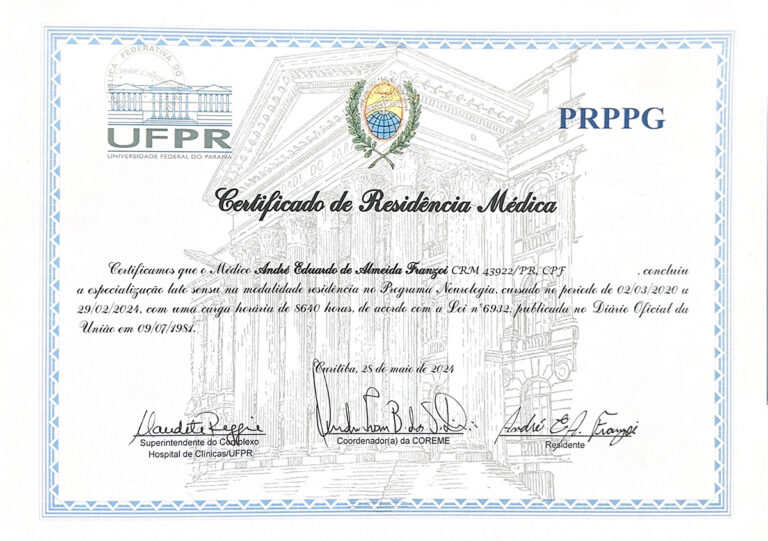 UFPR
UNIVERSIDADE FEDERAL DO PARANÁ
PRPPG
Certificado de Residência Médica
Certificamos que o Médico André Eduardo de Almeida Franzoi CRM 43922/PR, CPF , concluiu
a especialização lato sensu na modalidade residência no Programa Neurologia, cursado no período de 02/03/2020 a
29/02/2024, com uma carga horária de 8640 horas, de acordo com a Lei n°6932, publicada no Diário Oficial da
União em 09/07/1981.
Curitiba, 28 de maio de 2024
Superintendente do Complexo
Hospital de Clínicas/UFPR
Coordenador(a) da COREME
André E. A. Franzoi
Residente